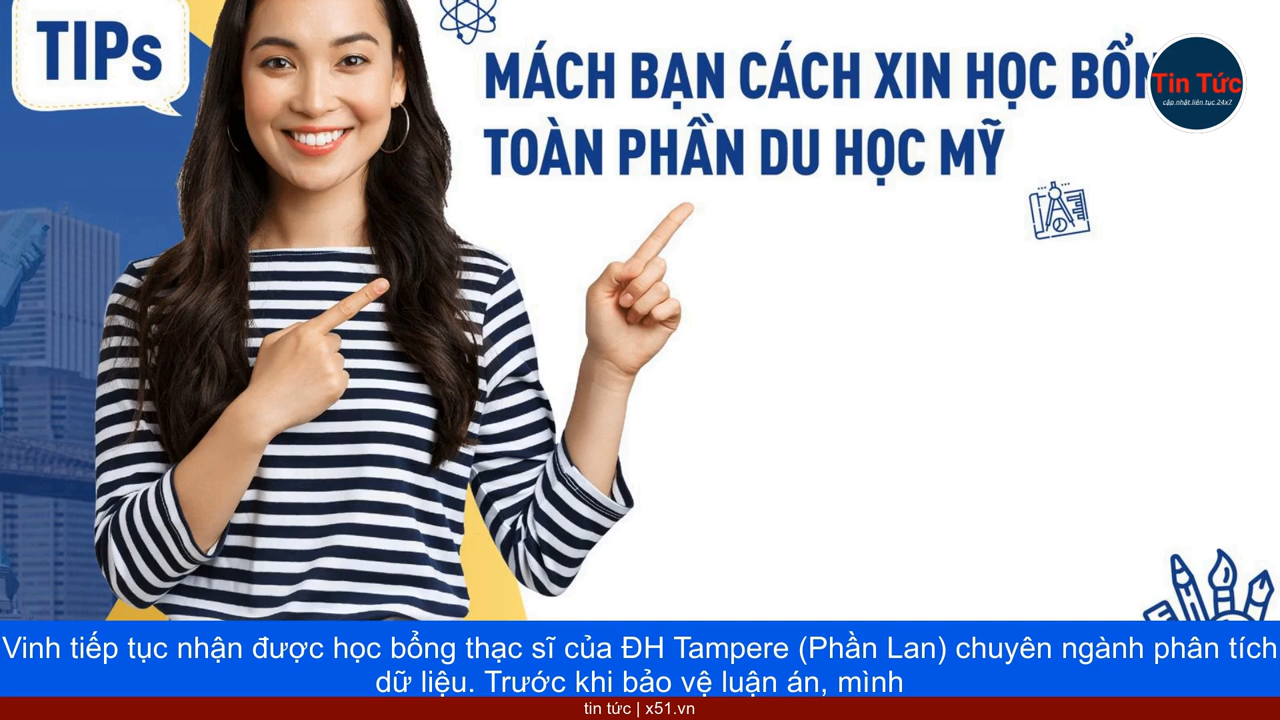 TIPs
MÁCH BẠN CÁCH XIN HỌC BỔN
TOÀN PHẦN DU HỌC MỸ
Tin Tức
cập nhật liên tục 24x7
Vinh tiếp tục nhận được học bổng thạc sĩ của ĐH Tampere (Phần Lan) chuyên ngành phân tích
dữ liệu. Trước khi bảo vệ luận án, mình
tin tức | x51.vn